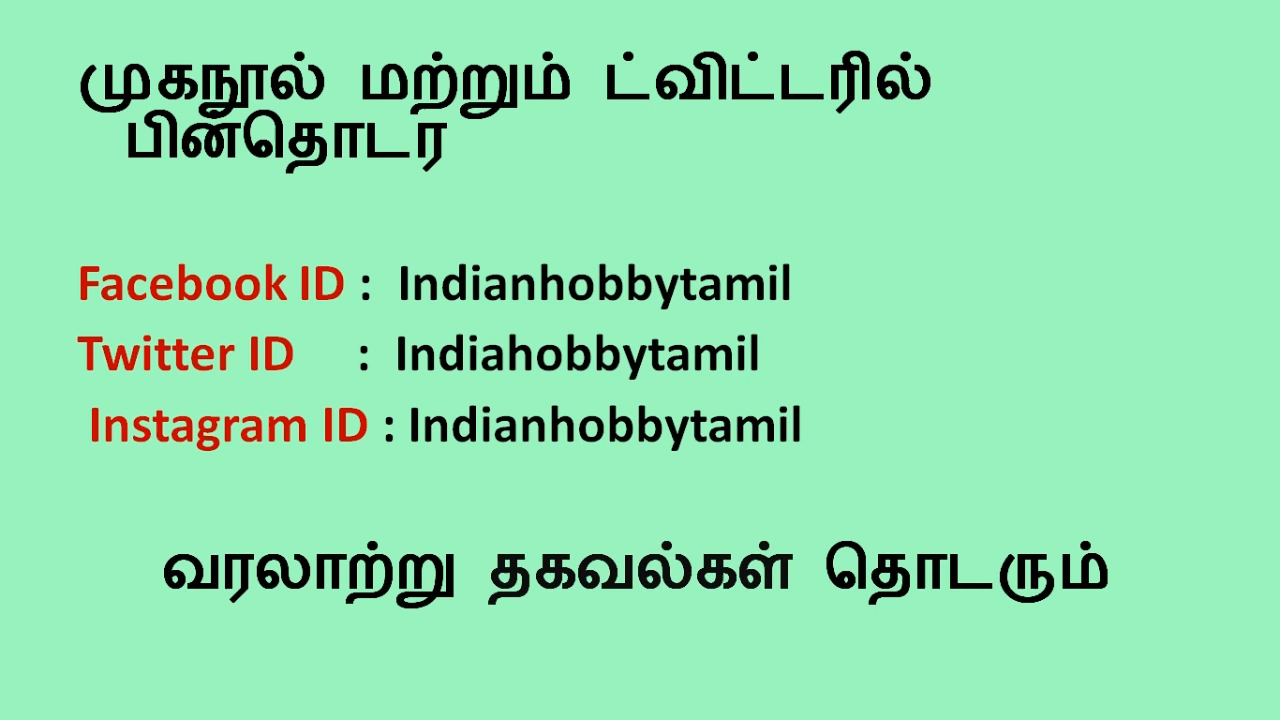 முகநூல் மற்றும் ட்விட்டரில்
பின்தொடர
Facebook ID : Indianhobbytamil
Twitter ID : Indiahobbytamil
Instagram ID : Indianhobbytamil
வரலாற்று தகவல்கள் தொடரும்